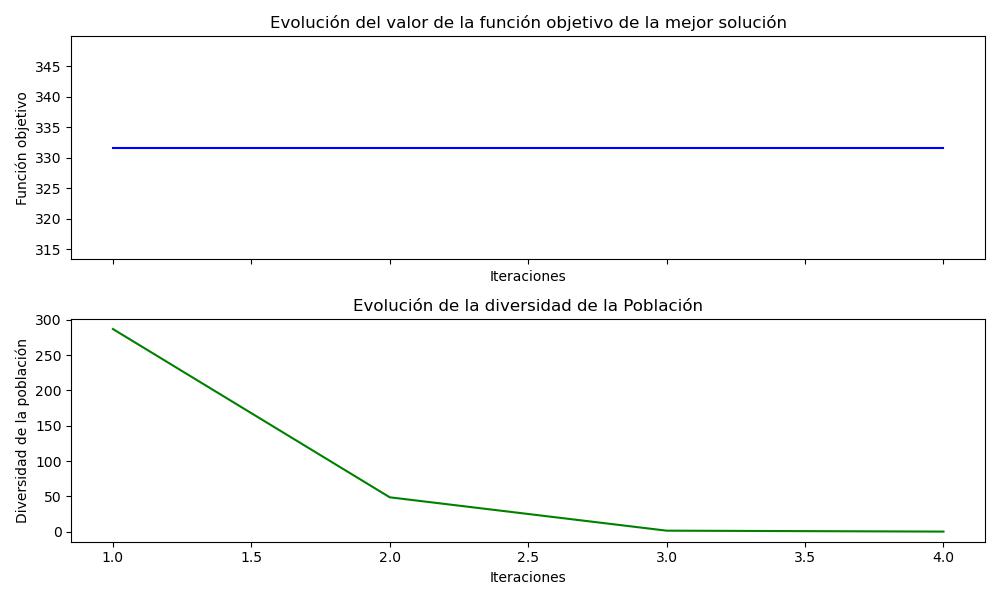 Evolución del valor de la función objetivo de la mejor solución
Función objetivo
345
340
335
330
325
320
315
Iteraciones
Evolución de la diversidad de la Población
Diversidad de la población
300
250
200
150
100
50
0
1.0 1.5 2.0 2.5 3.0 3.5 4.0
Iteraciones